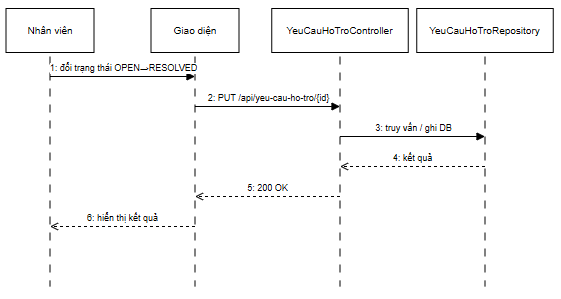 Nhân viên
Giao diện
YeuCauHoTroController
YeuCauHoTroRepository
1: đổi trạng thái OPEN→RESOLVED
2: PUT /api/yeu-cau-ho-tro/{id}
3: truy vấn / ghi DB
4: kết quả
5: 200 OK
6: hiển thị kết quả